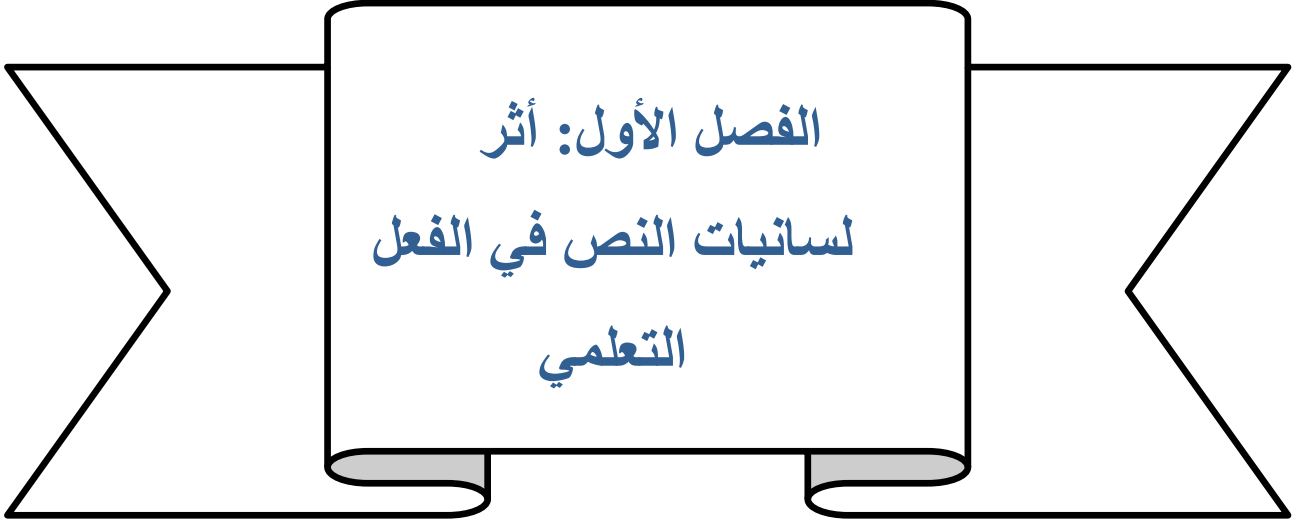 الفصل الأول: أثر
لسانيات النص في الفعل
التعلمي